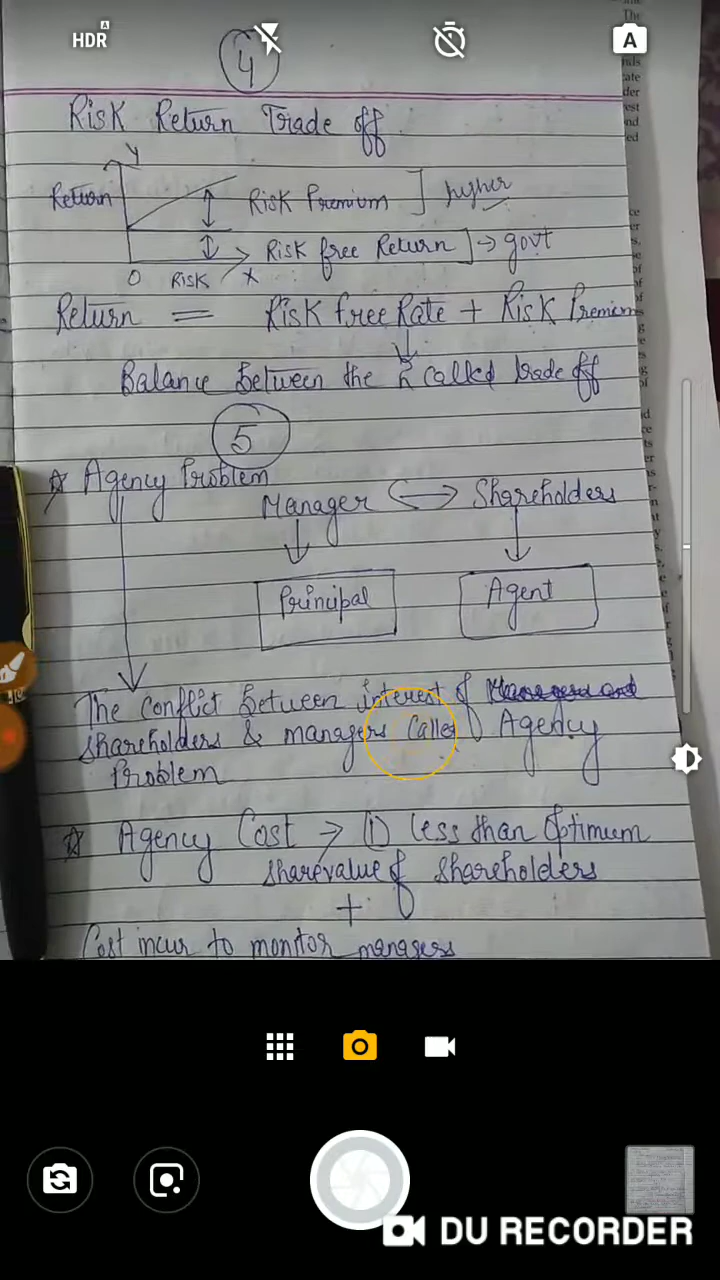 HDR A
A
4
Risk Return Trade off
Y
Return
Risk Premium ] higher
Risk free Return ] → govt
O Risk X
Return = Risk free Rate + Risk Premium
Balance between the 2 called trade off
5
☆ Agency Problem
Manager ↔ Shareholders
Principal
Agent
The conflict between interest of
shareholders & managers called Agency
Problem
☆ Agency Cost → (1) less than optimum
share value of shareholders
+
Cost incur to monitor managers
DU RECORDER